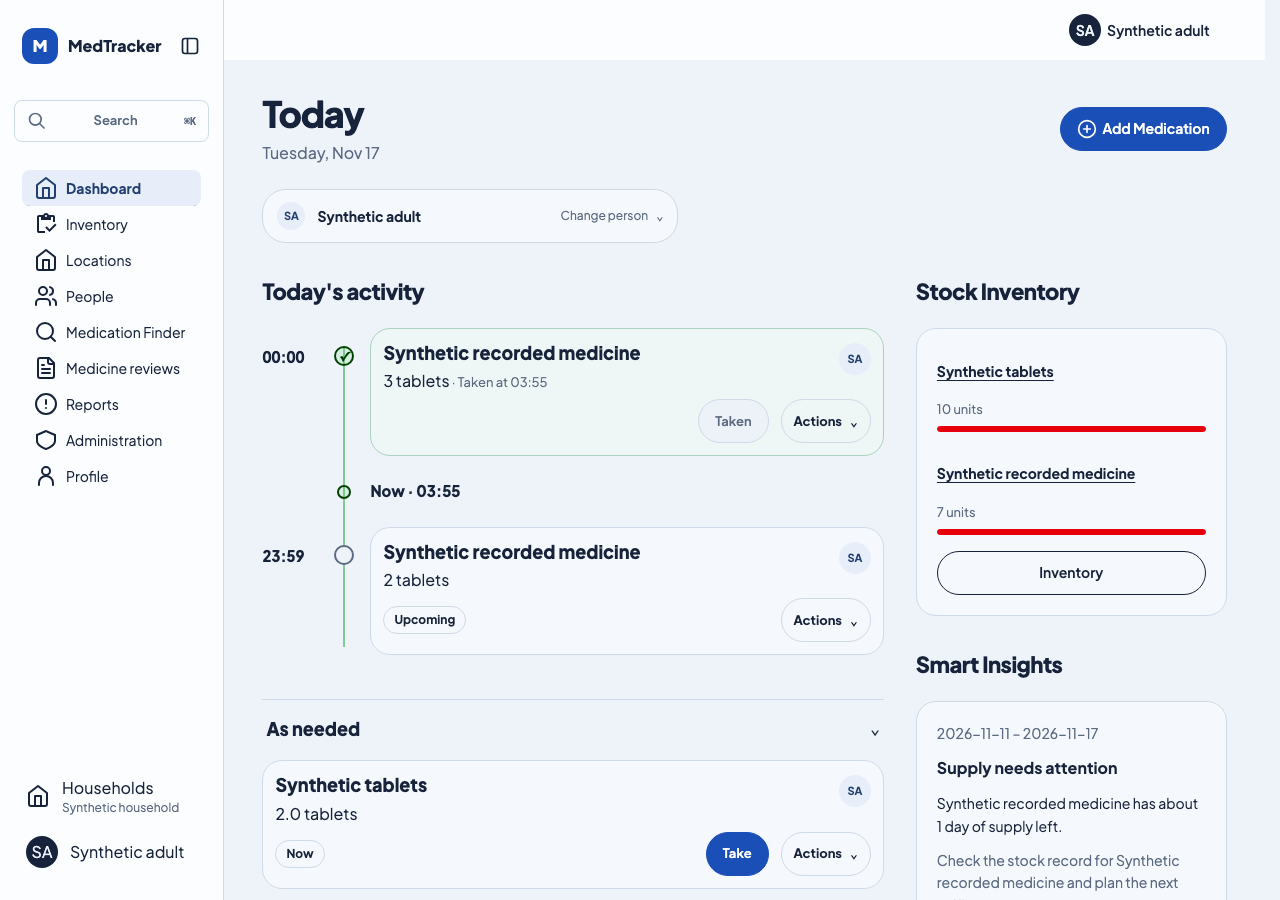 M MedTracker
Search ⌘K
Dashboard
Inventory
Locations
People
Medication Finder
Medicine reviews
Reports
Administration
Profile
Households
Synthetic household
SA Synthetic adult
SA Synthetic adult
Today
Tuesday, Nov 17
Add Medication
SA Synthetic adult Change person
Today's activity
00:00
Synthetic recorded medicine SA
3 tablets · Taken at 03:55
Taken Actions
Now · 03:55
23:59
Synthetic recorded medicine SA
2 tablets
Upcoming Actions
As needed
Synthetic tablets SA
2.0 tablets
Now Take Actions
Stock Inventory
Synthetic tablets
10 units
Synthetic recorded medicine
7 units
Inventory
Smart Insights
2026-11-11 – 2026-11-17
Supply needs attention
Synthetic recorded medicine has about
1 day of supply left.
Check the stock record for Synthetic
recorded medicine and plan the next